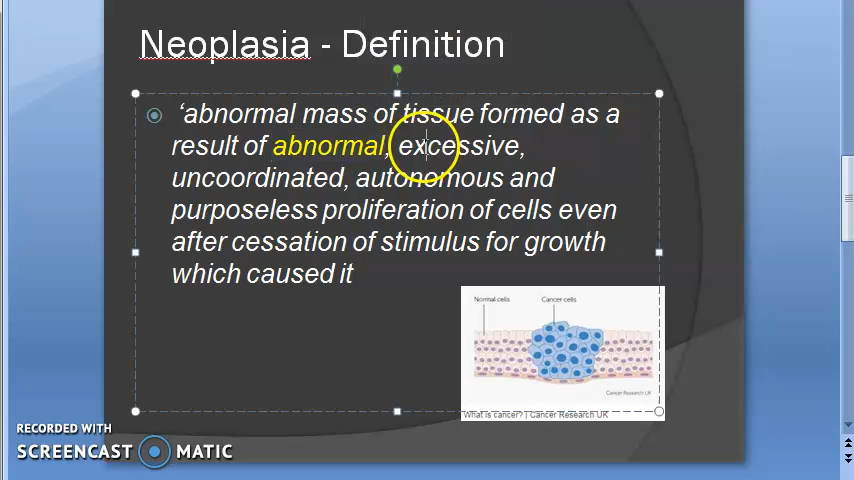 Neoplasia - Definition
‘abnormal mass of tissue formed as a
result of abnormal, excessive,
uncoordinated, autonomous and
purposeless proliferation of cells even
after cessation of stimulus for growth
which caused it
Normal cells
Cancer cells
Cancer Research UK
What is cancer? | Cancer Research UK
RECORDED WITH
SCREENCAST MATIC